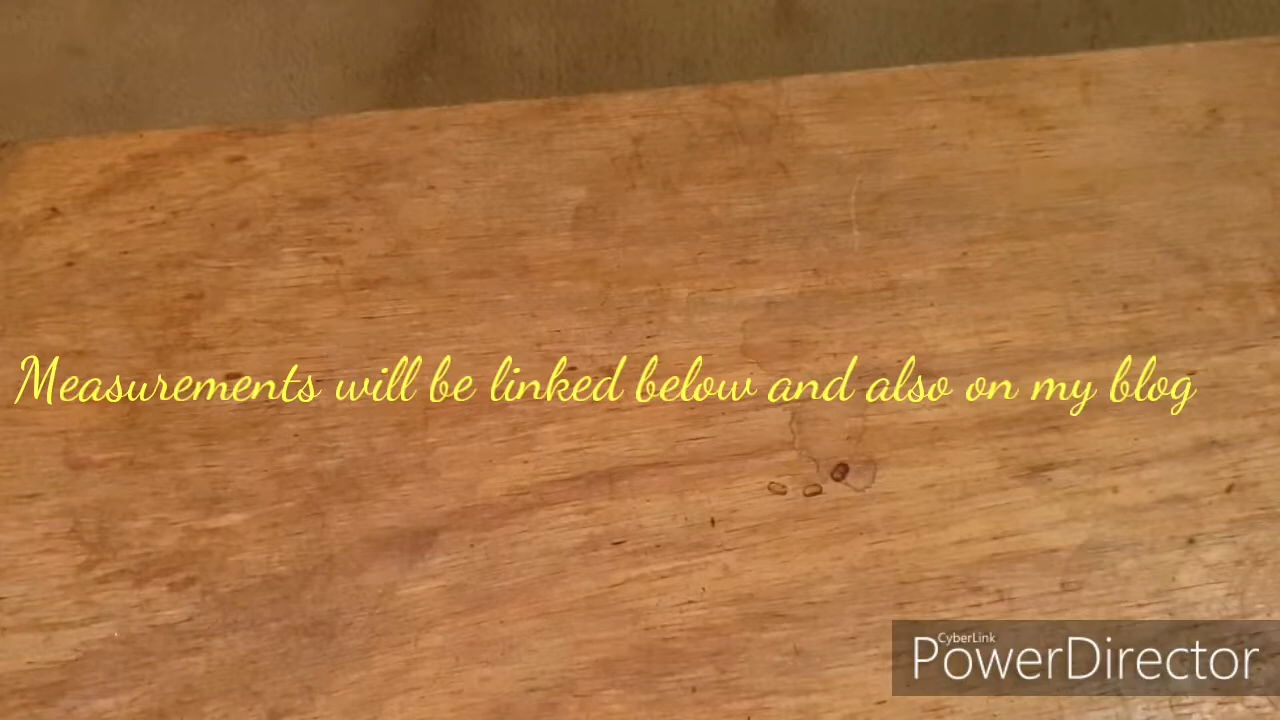 Measurements will be linked below and also on my blog
CyberLink
PowerDirector